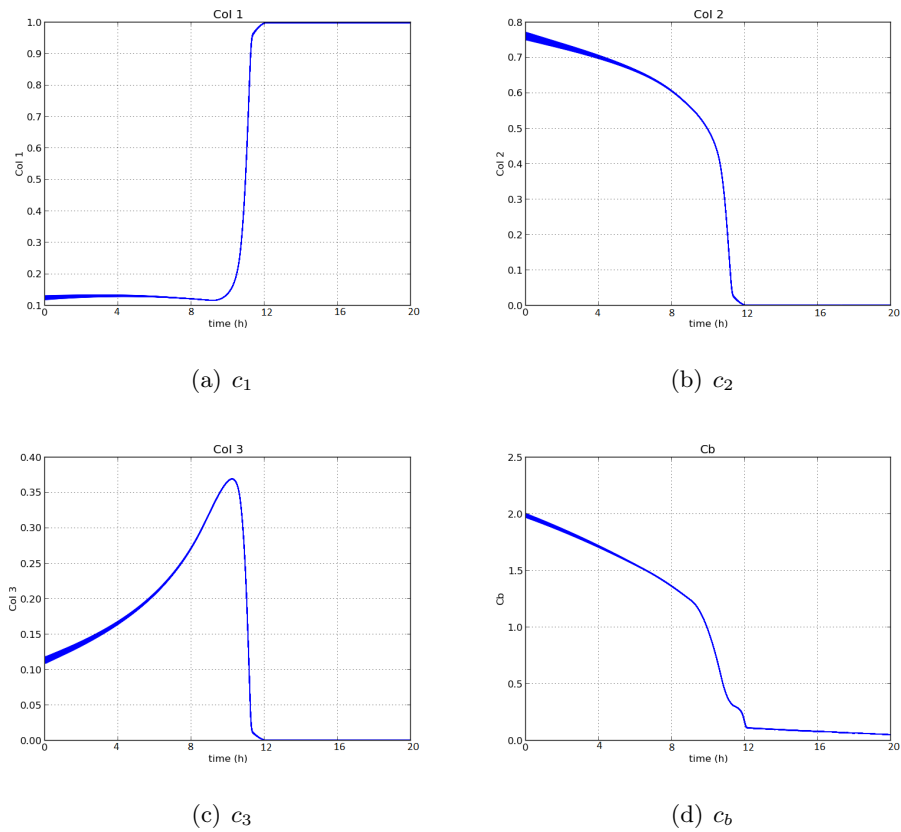 Col 1
1.0
0.9
0.8
0.7
0.6
0.5
0.4
0.3
0.2
0.1
Col 1
0 4 8 12 16 20
time (h)
(a) c1
Col 2
0.8
0.7
0.6
0.5
0.4
0.3
0.2
0.1
0.0
Col 2
0 4 8 12 16 20
time (h)
(b) c2
Col 3
0.40
0.35
0.30
0.25
0.20
0.15
0.10
0.05
0.00
Col 3
0 4 8 12 16 20
time (h)
(c) c3
Cb
2.5
2.0
1.5
1.0
0.5
0.0
Cb
0 4 8 12 16 20
time (h)
(d) cb